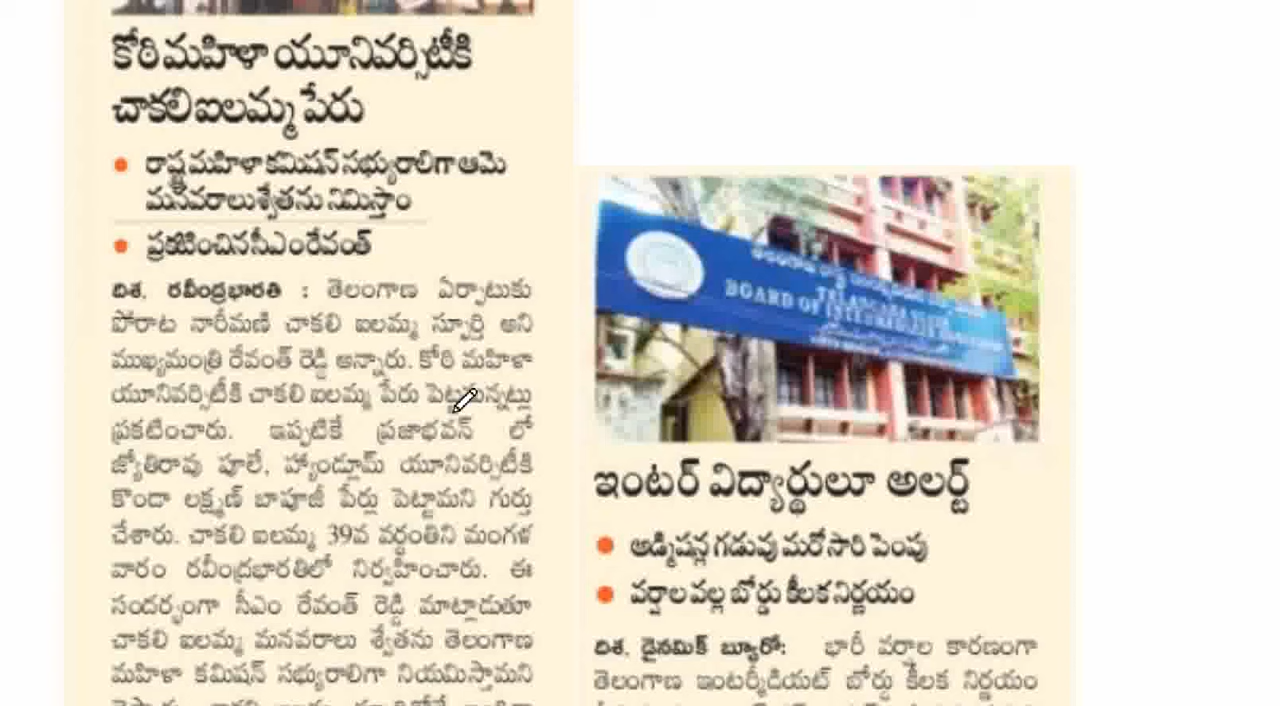 కోఠి మహిళా యూనివర్సిటీకి
చాకలి ఐలమ్మ పేరు
రాష్ట్ర మహిళా కమిషన్ సభ్యురాలిగా ఆమె
మనవరాలు శ్వేతను నిమిస్తాం
ప్రకటించిన సీఎం రేవంత్
దిశ, రవీంద్రభారతి : తెలంగాణ ఏర్పాటుకు
పోరాట నారీమణి చాకలి ఐలమ్మ స్ఫూర్తి అని
ముఖ్యమంత్రి రేవంత్ రెడ్డి అన్నారు. కోఠి మహిళా
యూనివర్సిటీకి చాకలి ఐలమ్మ పేరు పెట్టనున్నట్లు
ప్రకటించారు. ఇప్పటికే ప్రజాభవన్ లో
జ్యోతిరావు పూలే, హ్యాండ్లూమ్ యూనివర్సిటీకి
కొండా లక్ష్మణ్ బాపూజీ పేర్లు పెట్టామని గుర్తు
చేశారు. చాకలి ఐలమ్మ 39వ వర్ధంతిని మంగళ
వారం రవీంద్రభారతిలో నిర్వహించారు. ఈ
సందర్భంగా సీఎం రేవంత్ రెడ్డి మాట్లాడుతూ
చాకలి ఐలమ్మ మనవరాలు శ్వేతను తెలంగాణ
మహిళా కమిషన్ సభ్యురాలిగా నియమిస్తామని
BOARD OF INTERMEDIATE
ఇంటర్ విద్యార్థులూ అలర్ట్
అడ్మిషన్ల గడువు మరోసారి పెంపు
వర్షాల వల్ల బోర్డు కీలక నిర్ణయం
దిశ, డైనమిక్ బ్యూరో: భారీ వర్షాల కారణంగా
తెలంగాణ ఇంటర్మీడియట్ బోర్డు కీలక నిర్ణయం